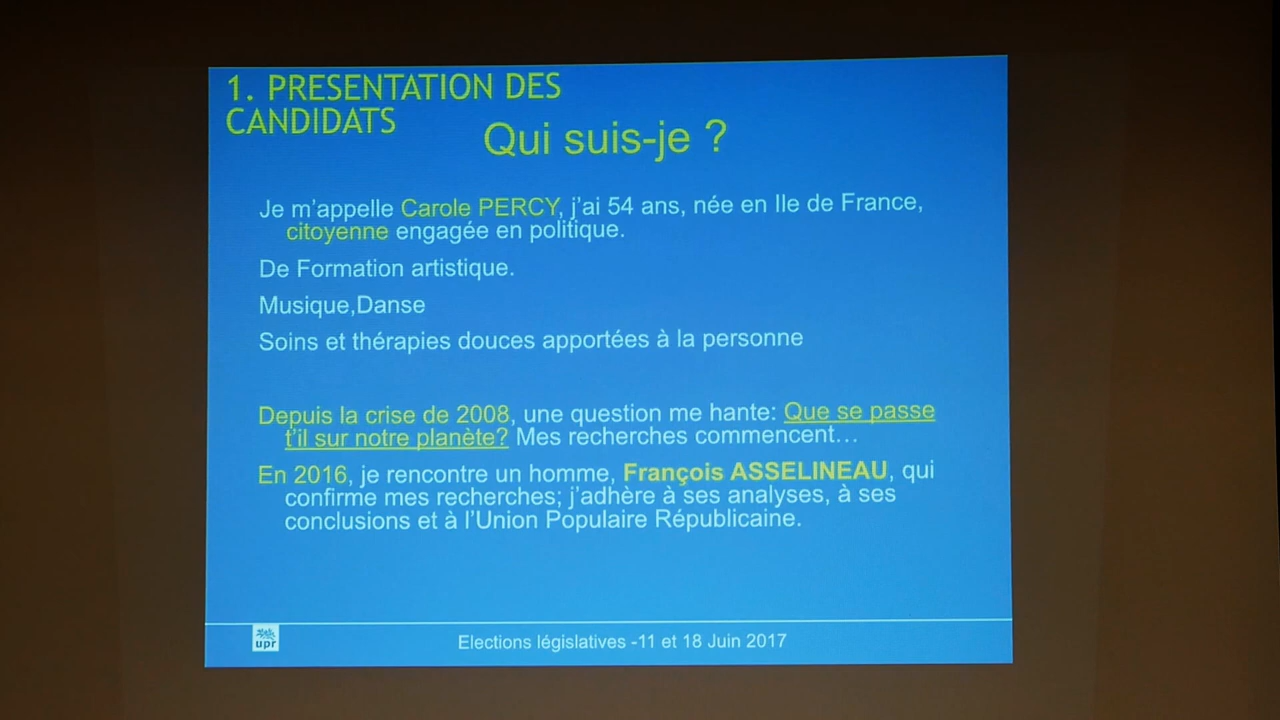 1. PRESENTATION DES
CANDIDATS
Qui suis-je ?
Je m'appelle Carole PERCY, j'ai 54 ans, née en Ile de France,
citoyenne engagée en politique.
De Formation artistique.
Musique,Danse
Soins et thérapies douces apportées à la personne
Depuis la crise de 2008, une question me hante: Que se passe
t'il sur notre planète? Mes recherches commencent…
En 2016, je rencontre un homme, François ASSELINEAU, qui
confirme mes recherches; j'adhère à ses analyses, à ses
conclusions et à l'Union Populaire Républicaine.
upr
Elections législatives -11 et 18 Juin 2017